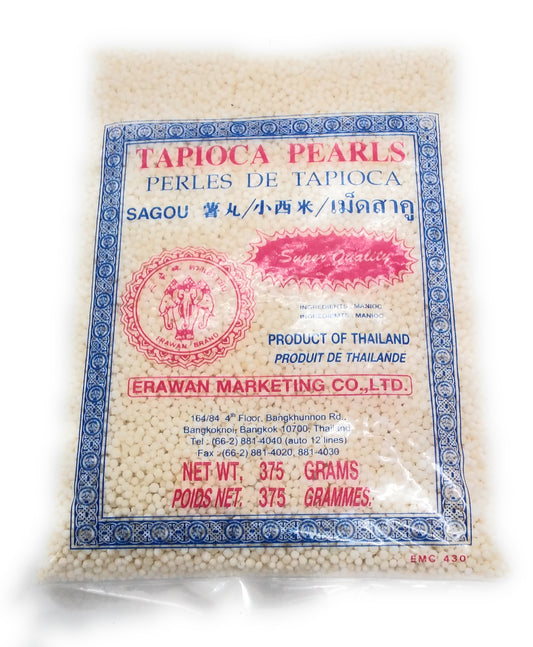 TAPIOCA PEARLS
PERLES DE TAPIOCA
SAGOU 薯丸/小西米/เม็ดสาคู
Super Quality
ERAWAN BRAND
INGREDIENTS : MANIOC
INGREDIENTS : MANIOC
PRODUCT OF THAILAND
PRODUIT DE THAILANDE
ERAWAN MARKETING CO.,LTD.
164/84 4th Floor, Bangkhunnon Rd.,
Bangkoknoi, Bangkok 10700, Thailand
Tel : (66-2) 881-4040 (auto 12 lines)
Fax : (66-2) 881-4020, 881-4030
NET WT. 375 GRAMS
POIDS NET. 375 GRAMMES.
EMC 430